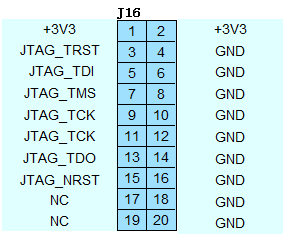 J16
+3V3 1 2 +3V3
JTAG_TRST 3 4 GND
JTAG_TDI 5 6 GND
JTAG_TMS 7 8 GND
JTAG_TCK 9 10 GND
JTAG_TCK 11 12 GND
JTAG_TDO 13 14 GND
JTAG_NRST 15 16 GND
NC 17 18 GND
NC 19 20 GND